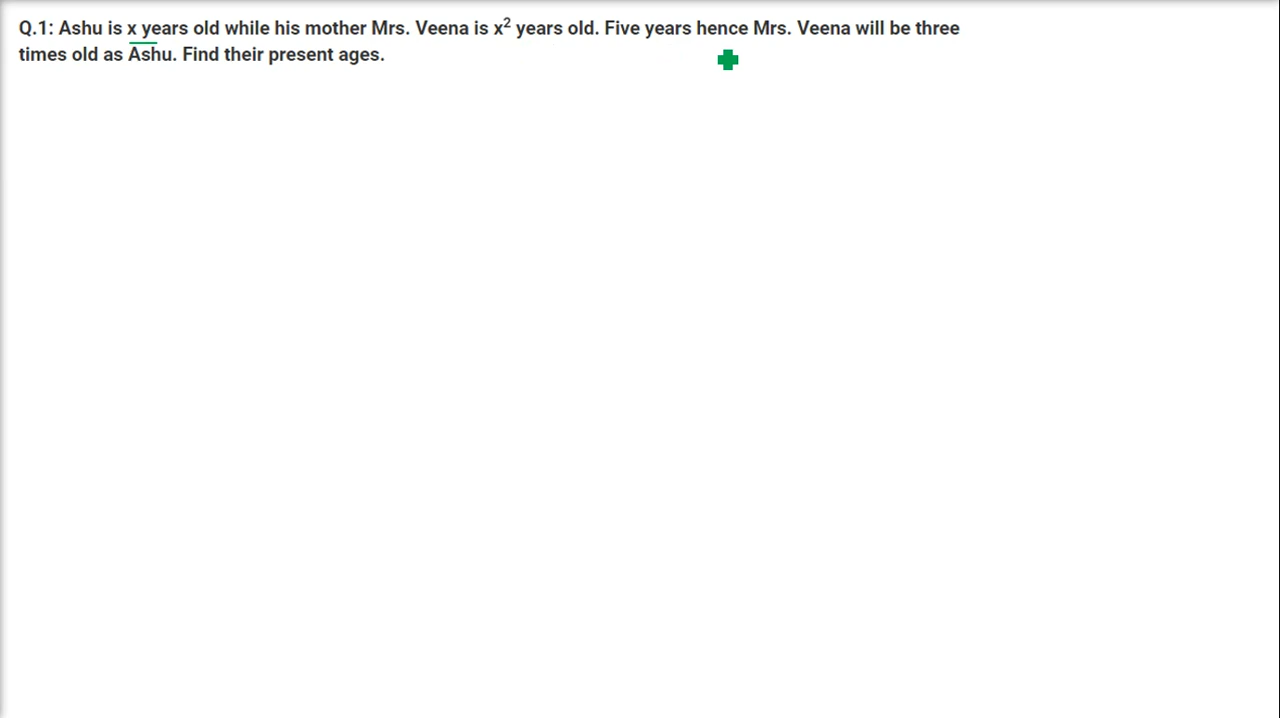 Q.1: Ashu is x years old while his mother Mrs. Veena is x² years old. Five years hence Mrs. Veena will be three
times old as Ashu. Find their present ages.